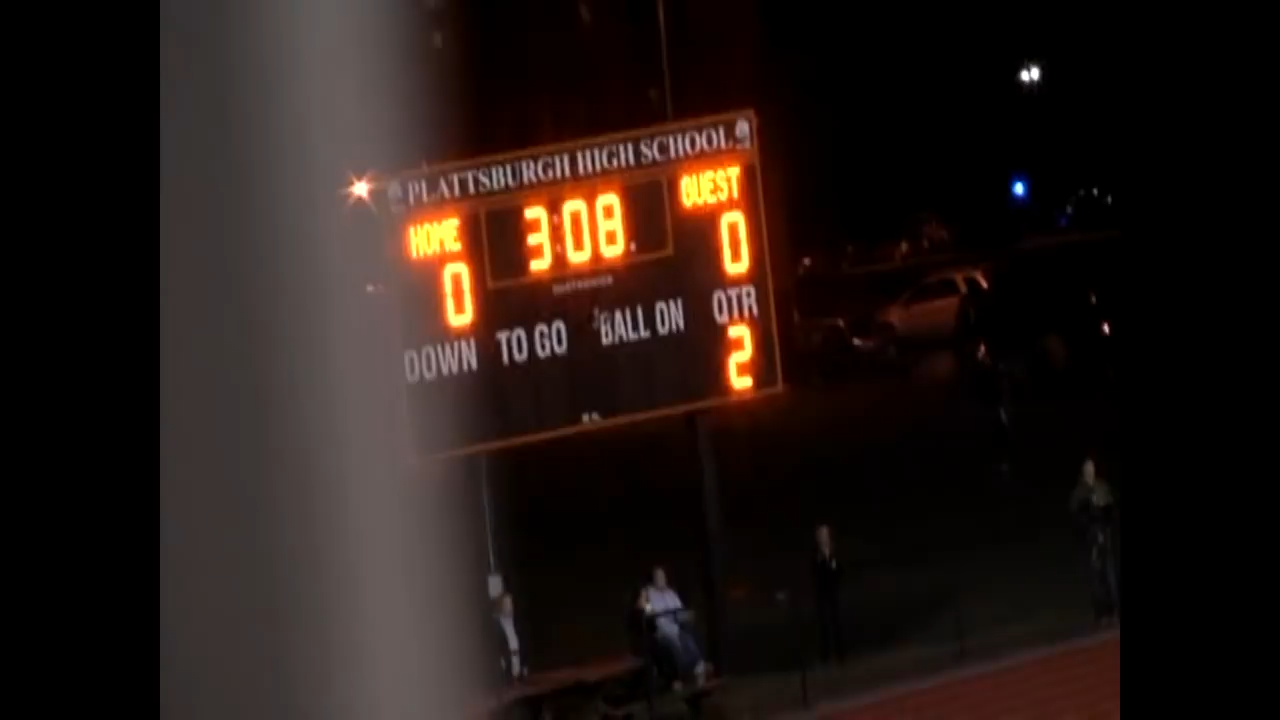 PLATTSBURGH HIGH SCHOOL
HOME 3:08 GUEST
0 0
DOWN TO GO BALL ON QTR
2